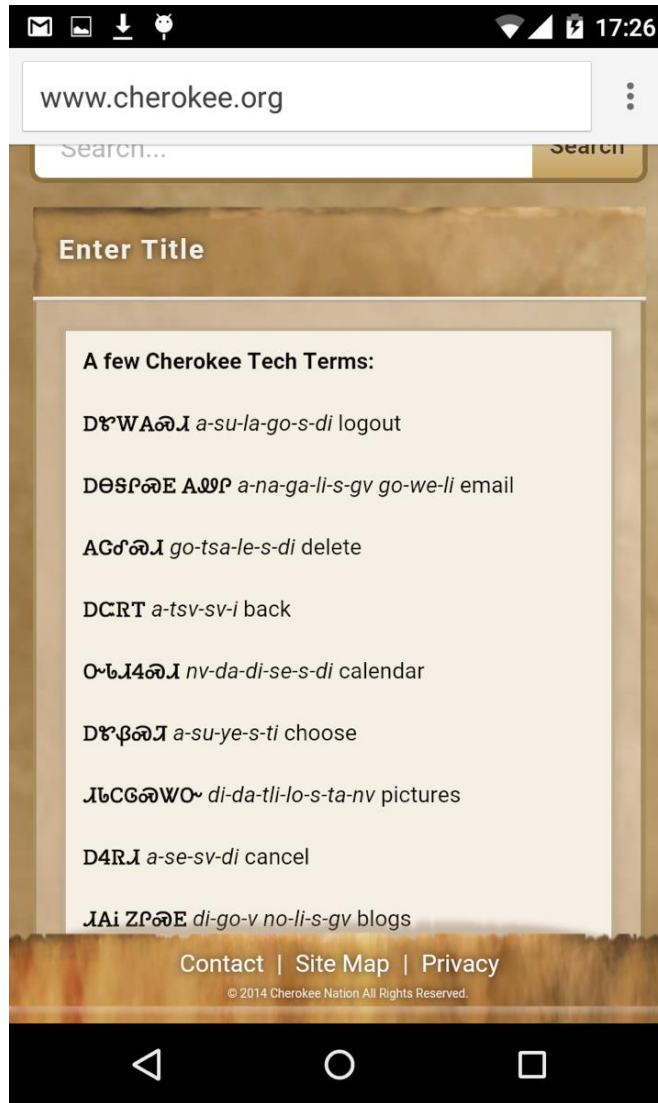 17:26
www.cherokee.org
Search... Search
Enter Title
A few Cherokee Tech Terms:
ᎠᏑᎳᎪᏍᏗ a-su-la-go-s-di logout
ᎠᎾᎦᎵᏍᎬ ᎪᏪᎵ a-na-ga-li-s-gv go-we-li email
ᎪᏣᎴᏍᏗ go-tsa-le-s-di delete
ᎠᏨᏒᎢ a-tsv-sv-i back
ᏅᏓᏗᏎᏍᏗ nv-da-di-se-s-di calendar
ᎠᏑᏰᏍᏘ a-su-ye-s-ti choose
ᏗᏓᏟᎶᏍᏔᏅ di-da-tli-lo-s-ta-nv pictures
ᎠᏎᏒᏗ a-se-sv-di cancel
ᏗᎪᎥ ᏃᎵᏍᎬ di-go-v no-li-s-gv blogs
Contact | Site Map | Privacy
© 2014 Cherokee Nation All Rights Reserved.